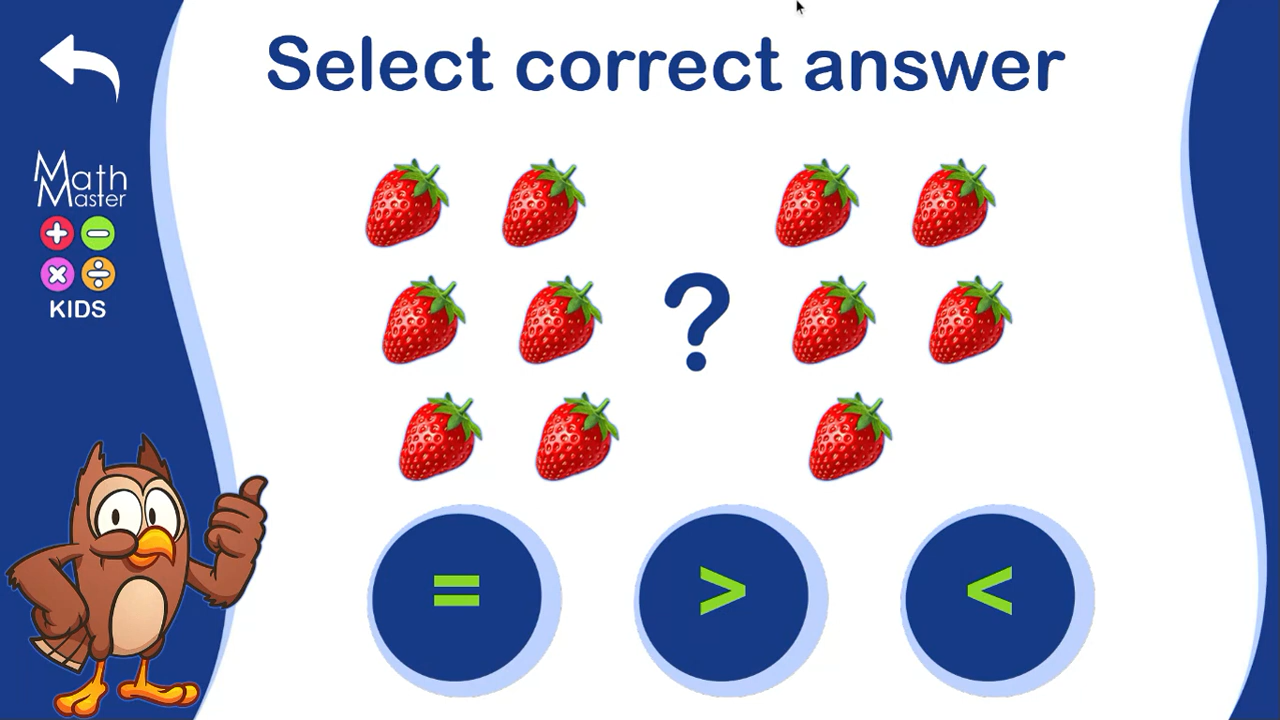 Select correct answer
Math
Master
+ -
× ÷
KIDS
?
= > <